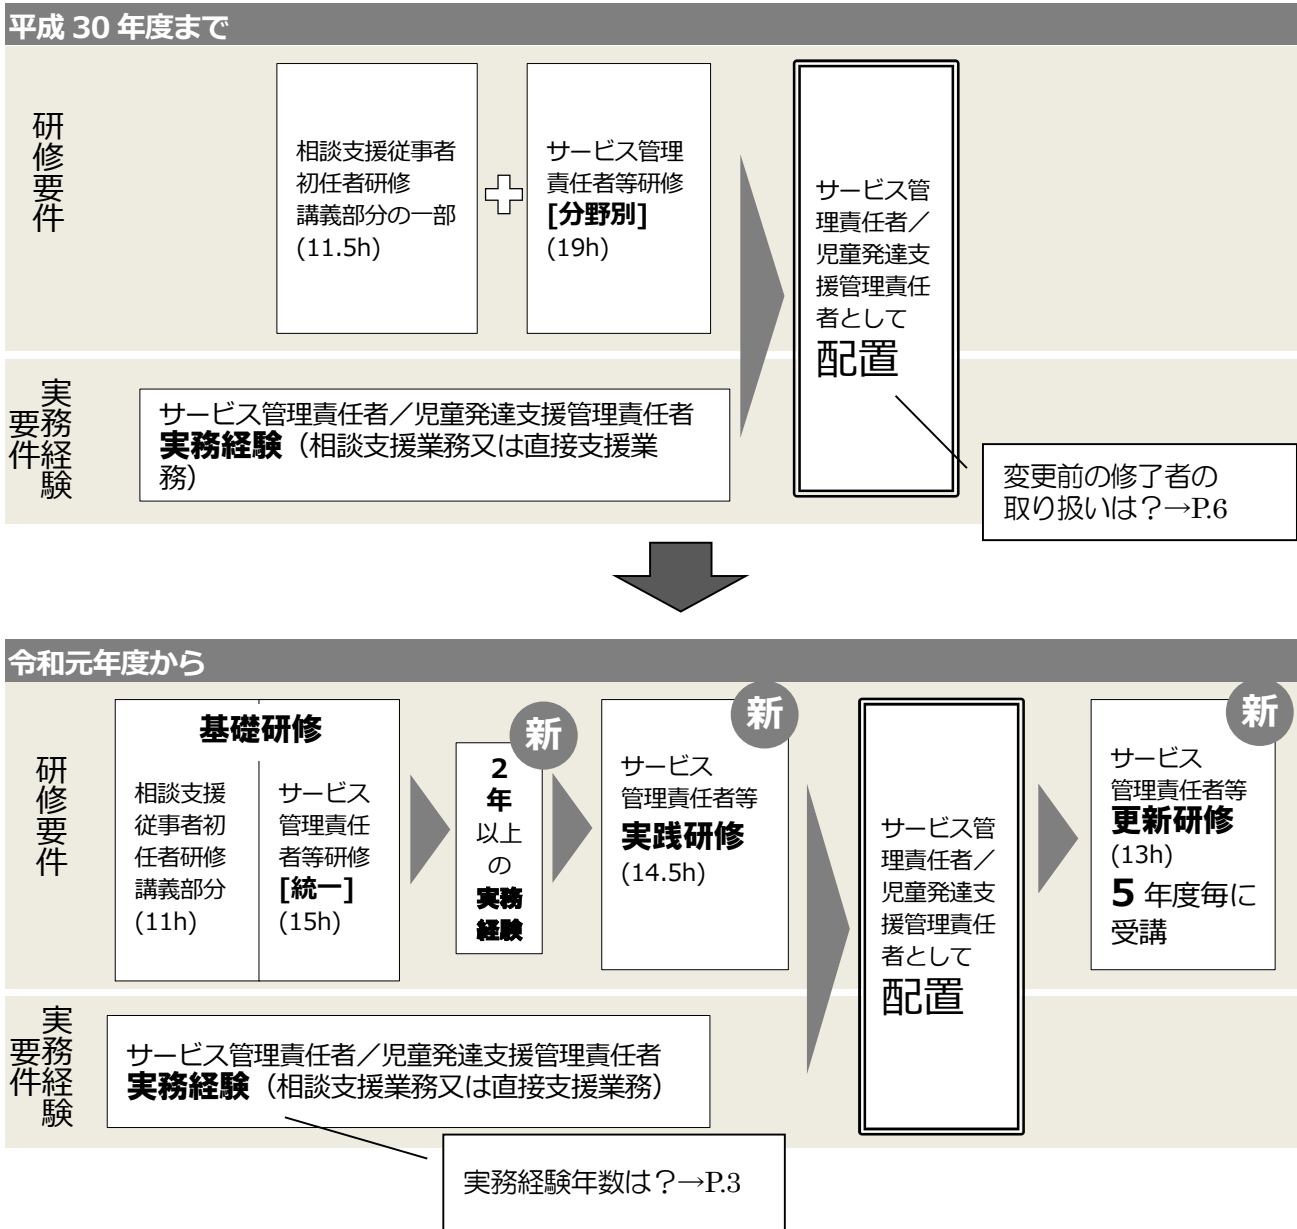 平成 30 年度まで
研修要件
相談支援従事者
初任者研修
講義部分の一部
(11.5h)
サービス管理
責任者等研修
[分野別]
(19h)
サービス管
理責任者／
児童発達支
援管理責任
者として
配置
実務経験
要件
サービス管理責任者／児童発達支援管理責任者
実務経験（相談支援業務又は直接支援業
務）
変更前の修了者の
取り扱いは？→P.6
令和元年度から
研修要件
基礎研修
相談支援
従事者初
任者研修
講義部分
(11h)
サービス
管理責任
者等研修
[統一]
(15h)
新
2
年
以上
の
実務
経験
新
サービス
管理責任者等
実践研修
(14.5h)
サービス管
理責任者／
児童発達支
援管理責任
者として
配置
新
サービス
管理責任者等
更新研修
(13h)
5 年度毎に
受講
実務経験
要件
サービス管理責任者／児童発達支援管理責任者
実務経験（相談支援業務又は直接支援業務）
実務経験年数は？→P.3